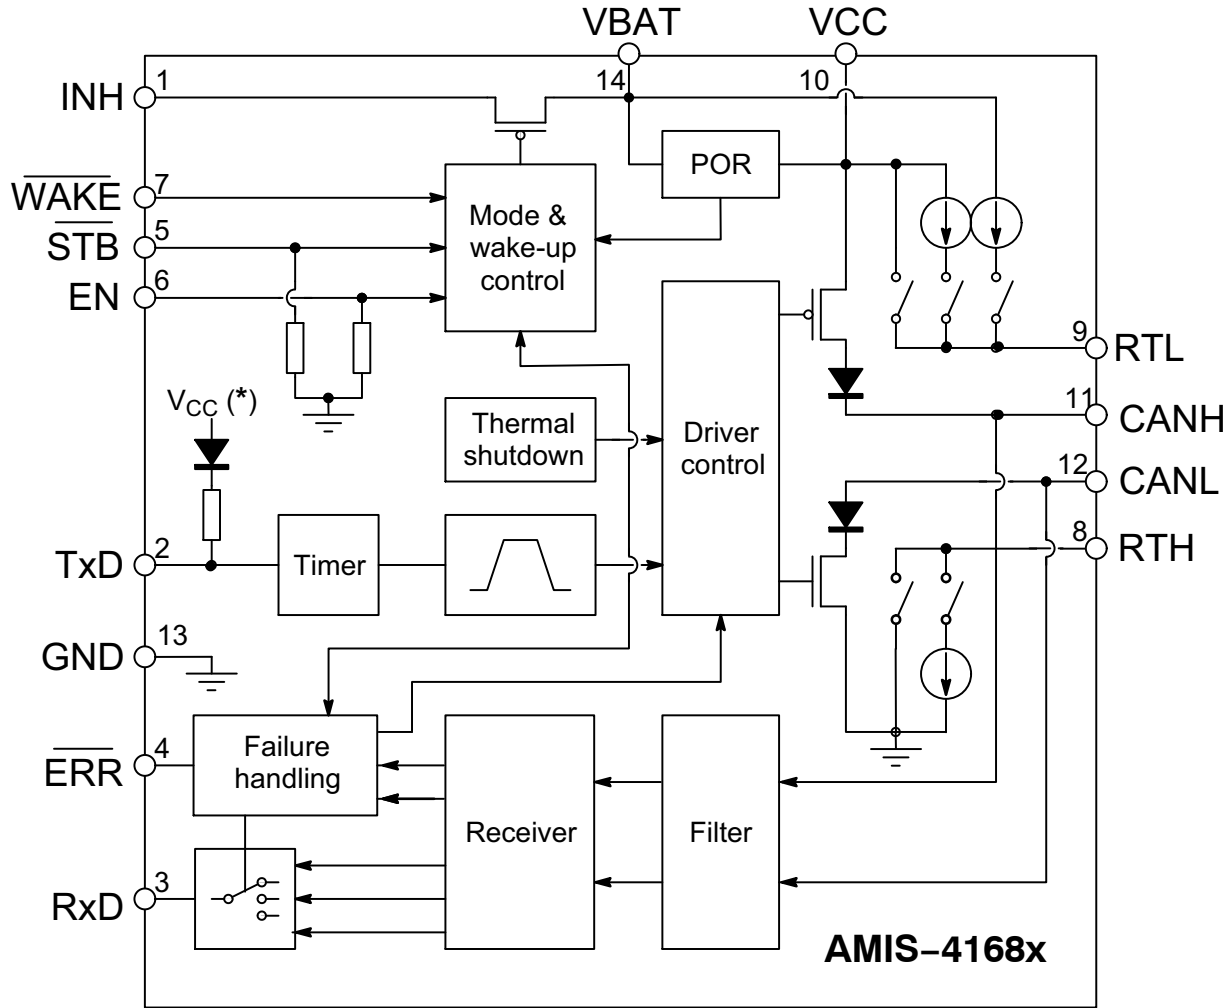 VBAT
VCC
INH
1
14
10
POR
WAKE
7
STB
5
EN
6
Mode &
wake-up
control
9
RTL
VCC (*)
Thermal
shutdown
Driver
control
11
CANH
12
CANL
TxD
2
Timer
8
RTH
GND
13
ERR
4
Failure
handling
Receiver
Filter
RxD
3
AMIS-4168x